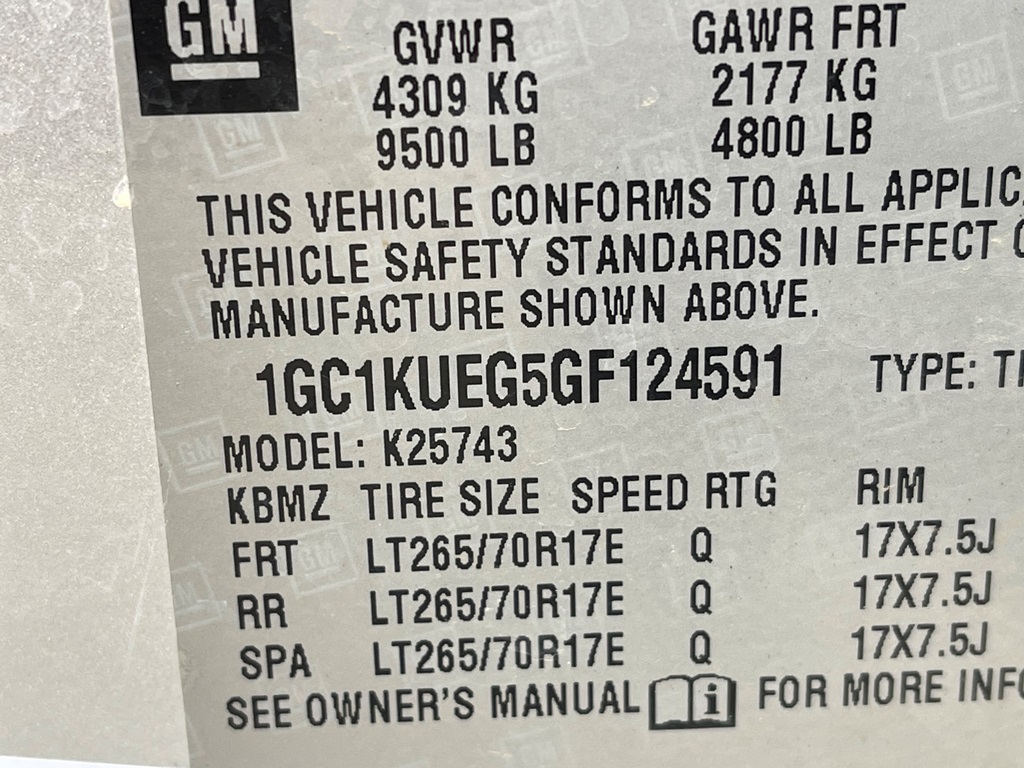 GM
GVWR GAWR FRT
4309 KG 2177 KG
9500 LB 4800 LB
THIS VEHICLE CONFORMS TO ALL
VEHICLE SAFETY STANDARDS IN EFFECT
MANUFACTURE SHOWN ABOVE.
1GC1KUEG5GF124591 TYPE:
MODEL: K25743
KBMZ TIRE SIZE SPEED RTG RIM
FRT LT265/70R17E Q 17X7.5J
RR LT265/70R17E Q 17X7.5J
SPA LT265/70R17E Q 17X7.5J
SEE OWNER'S MANUAL i FOR MORE